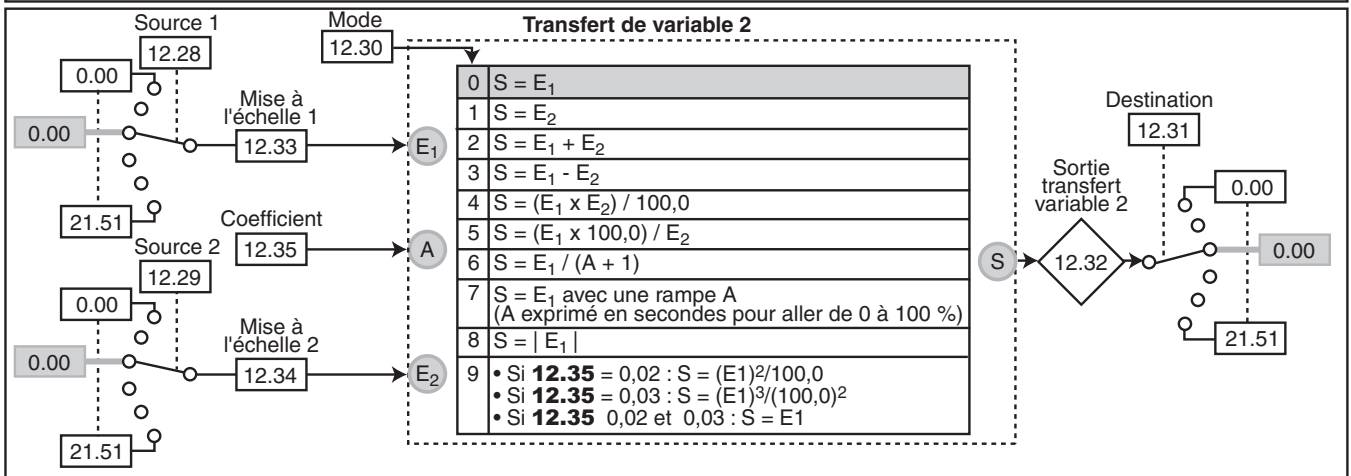 Transfert de variable 2
Source 1
12.28
0.00
0.00
21.51
Mise à
l'échelle 1
12.33
Mode
12.30
Coefficient
12.35
Source 2
12.29
0.00
0.00
21.51
Mise à
l'échelle 2
12.34
E1
A
E2
0 S = E1
1 S = E2
2 S = E1 + E2
3 S = E1 - E2
4 S = (E1 x E2) / 100,0
5 S = (E1 x 100,0) / E2
6 S = E1 / (A + 1)
7 S = E1 avec une rampe A
(A exprimé en secondes pour aller de 0 à 100 %)
8 S = | E1 |
9 • Si 12.35 = 0,02 : S = (E1)²/100,0
• Si 12.35 = 0,03 : S = (E1)³/(100,0)²
• Si 12.35 0,02 et 0,03 : S = E1
S
Sortie
transfert
variable 2
12.32
Destination
12.31
0.00
0.00
21.51